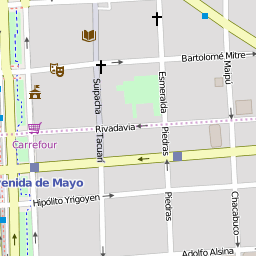 Bartolomé Mitre
Suipacha
Esmeralda
Maipú
Rivadavia
Carrefour
Tacuarí
Piedras
enida de Mayo
Hipólito Yrigoyen
Piedras
Chacabuco
Adolfo Alsina